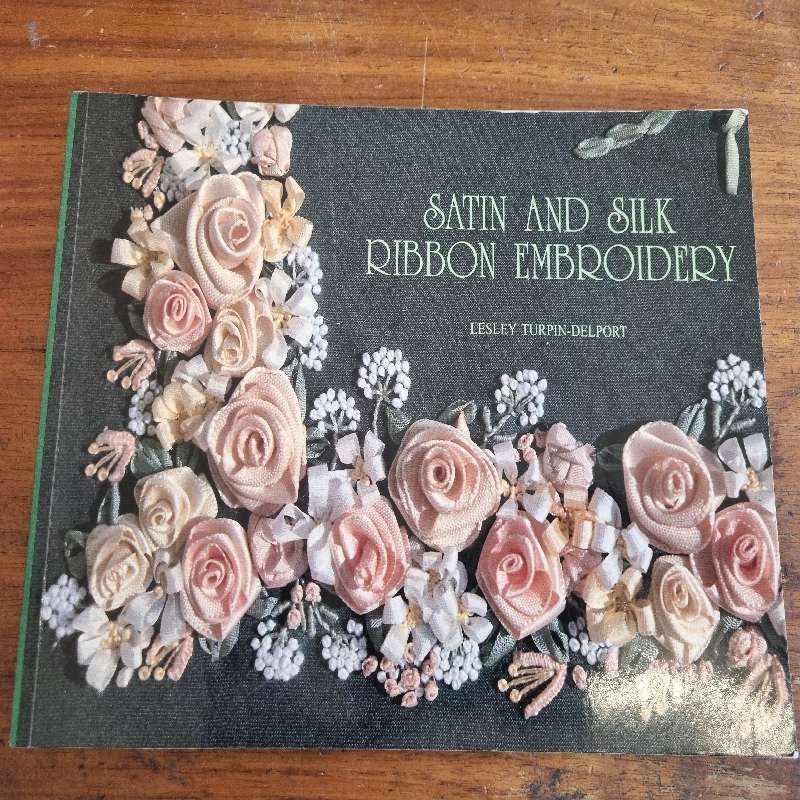 SATIN AND SILK
RIBBON EMBROIDERY
LESLEY TURPIN-DELPORT